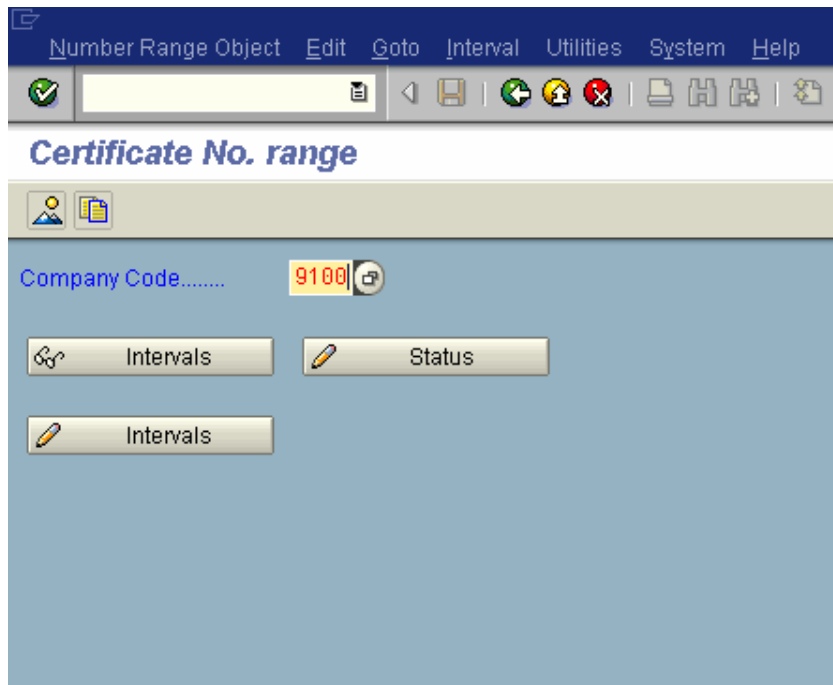 Number Range Object Edit Goto Interval Utilities System Help
Certificate No. range
Company Code........ 9100
Intervals Status
Intervals